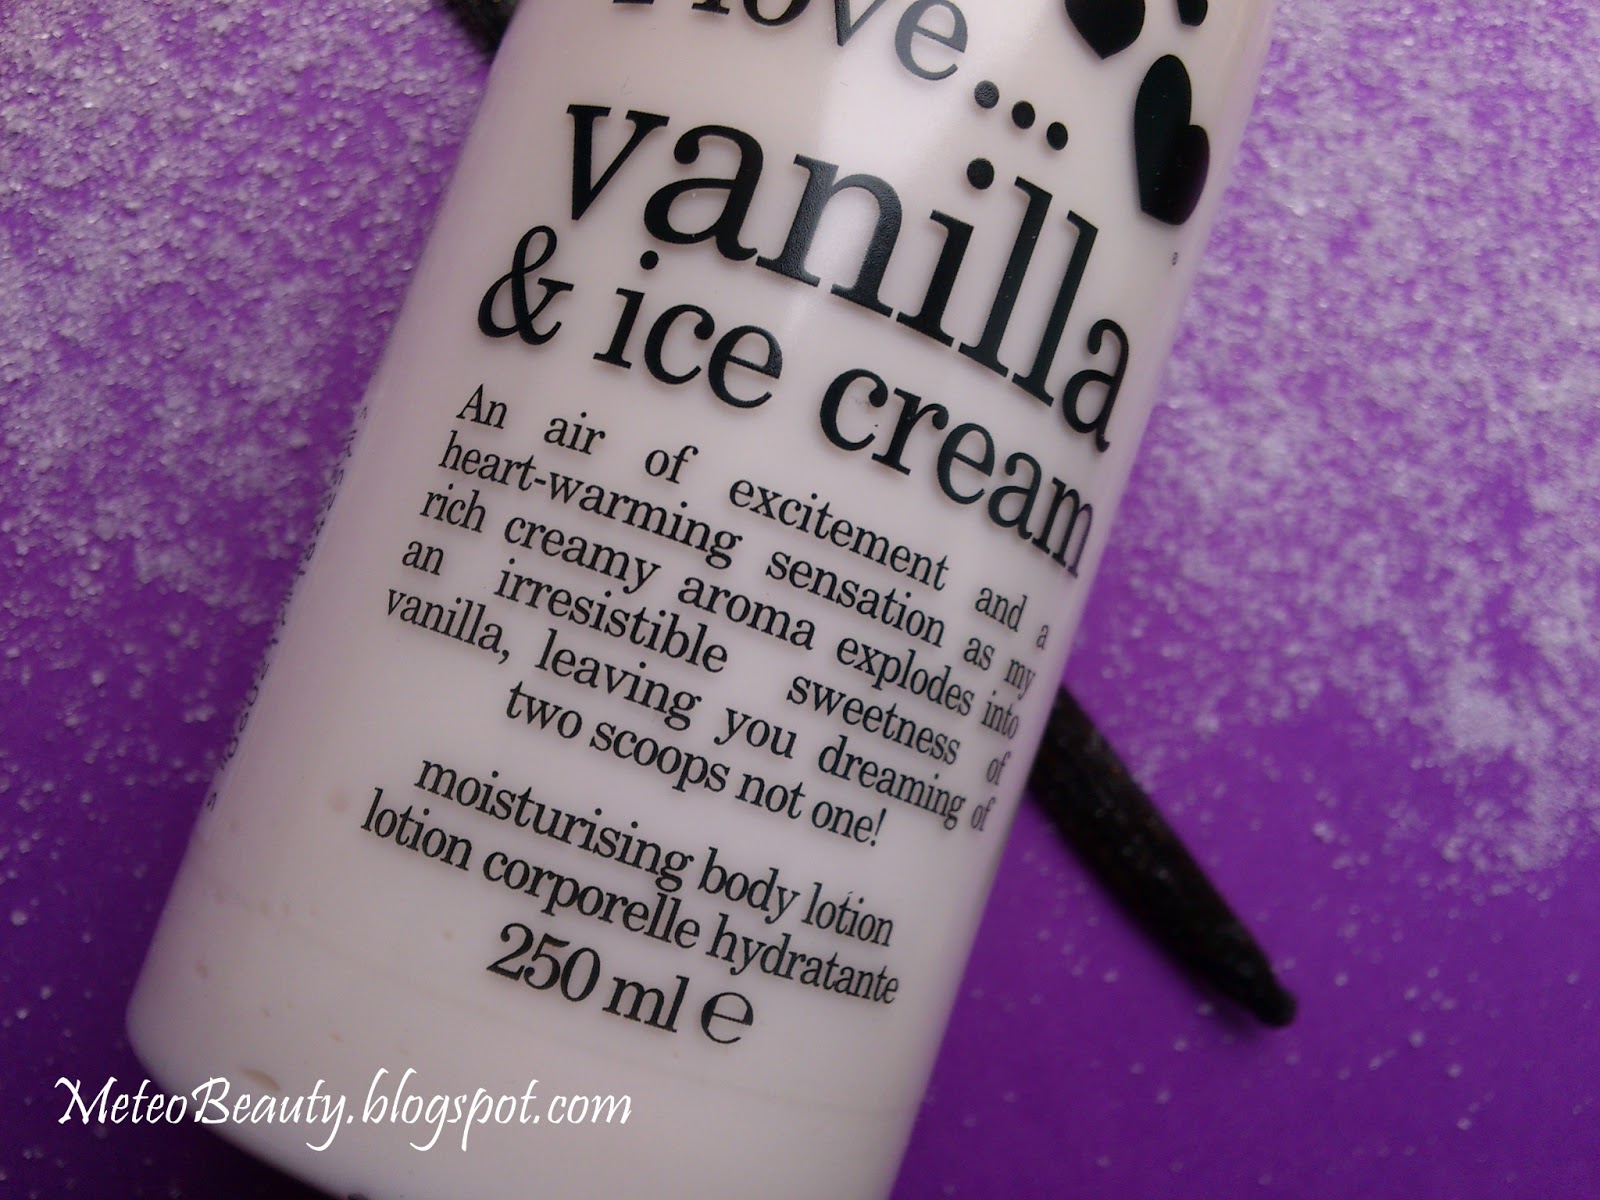 I love...
vanilla
& ice cream
An air of excitement and a
heart-warming sensation as my
rich creamy aroma explodes into
an irresistible sweetness of
vanilla, leaving you dreaming of
two scoops not one!
moisturising body lotion
lotion corporelle hydratante
250 ml ℮
MeteoBeauty.blogspot.com